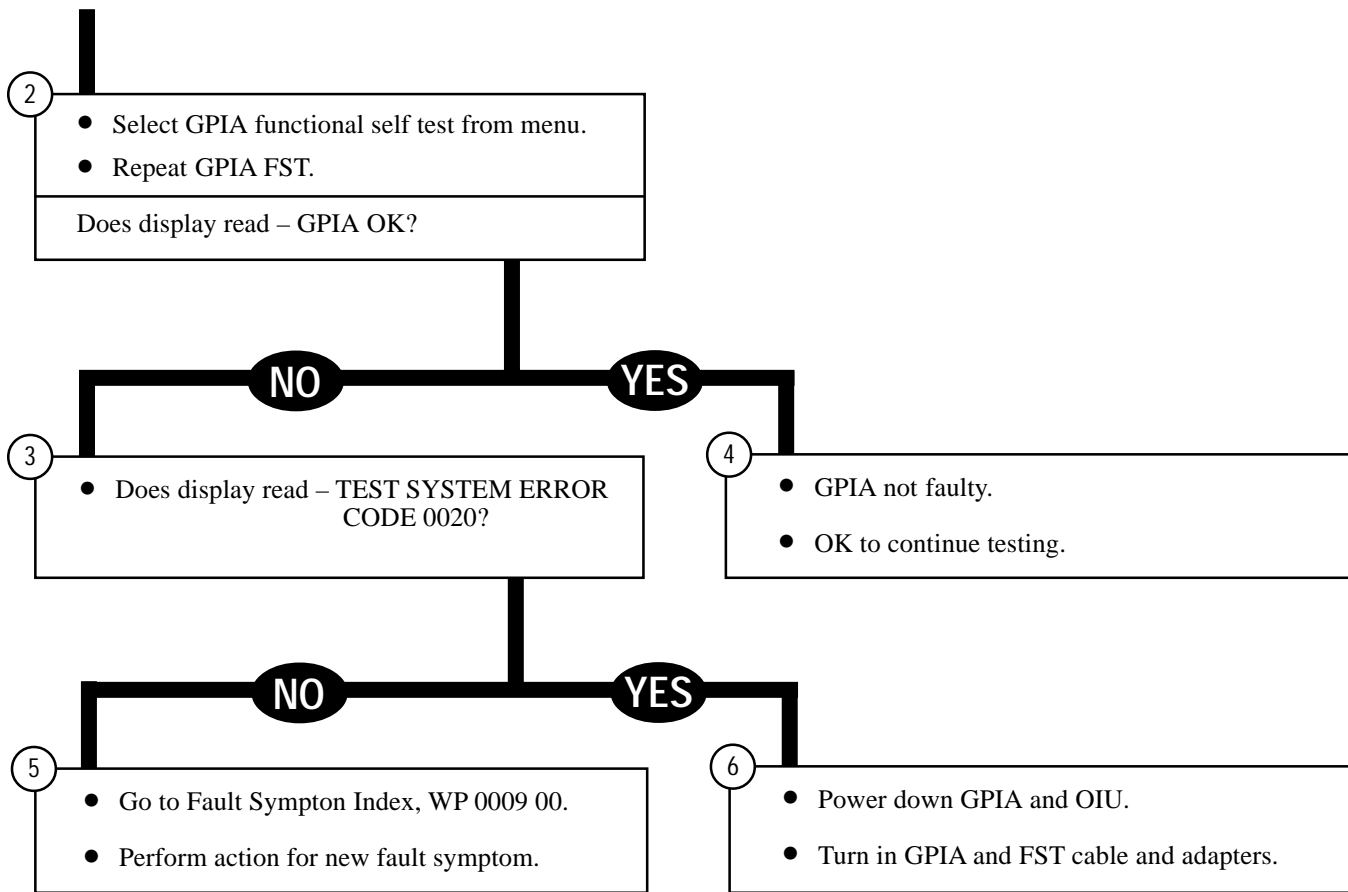 2
● Select GPIA functional self test from menu.
● Repeat GPIA FST.
Does display read – GPIA OK?
NO
YES
3
● Does display read – TEST SYSTEM ERROR
CODE 0020?
4
● GPIA not faulty.
● OK to continue testing.
NO
YES
5
● Go to Fault Sympton Index, WP 0009 00.
● Perform action for new fault symptom.
6
● Power down GPIA and OIU.
● Turn in GPIA and FST cable and adapters.